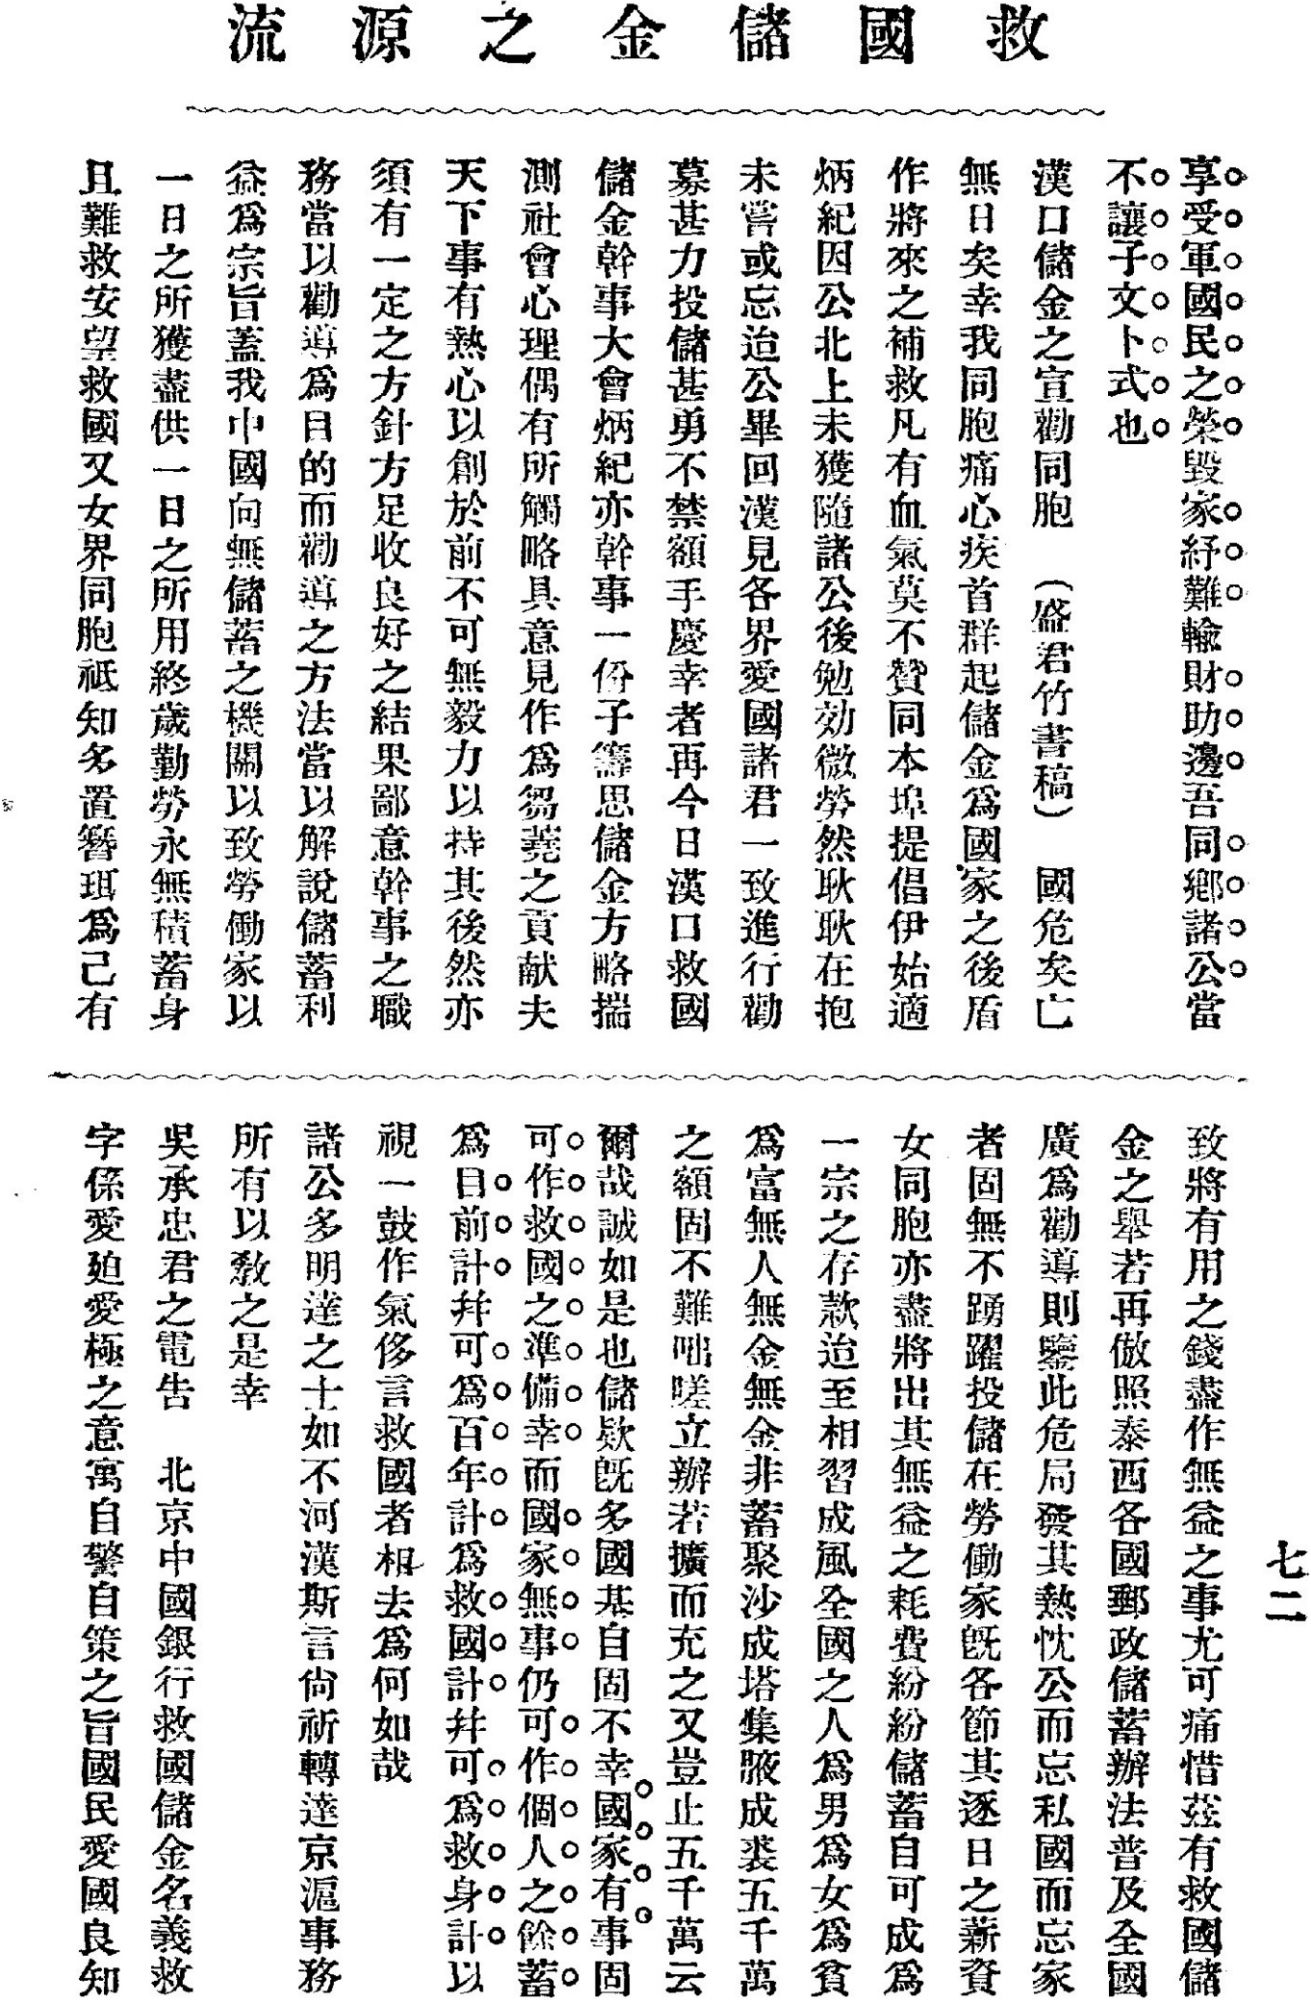 救國儲金之源流
享受軍國民之榮毀家紓難輸財助邊吾同鄉諸公當
不讓子文卜式也
漢口儲金之宣勸同胞　(盛君竹書稿)　國危矣亡
無日矣幸我同胞痛心疾首群起儲金爲國家之後盾
作將來之補救凡有血氣莫不贊同本埠提倡伊始適
炳紀因公北上未獲隨諸公後勉効微勞然耿耿在抱
未嘗或忘迨公畢回漢見各界愛國諸君一致進行勸
募甚力投儲甚勇不禁額手慶幸者再今日漢口救國
儲金幹事大會炳紀亦幹事一份子籌思儲金方略揣
測社會心理偶有所觸略具意見作爲芻蕘之貢献夫
天下事有熱心以創於前不可無毅力以持其後然亦
須有一定之方針方足收良好之結果鄙意幹事之職
務當以勸導爲目的而勸導之方法當以解說儲蓄利
益爲宗旨蓋我中國向無儲蓄之機關以致勞働家以
一日之所獲盡供一日之所用終歲勤勞永無積蓄身
且難救安望救國又女界同胞祗知多置簪珥爲己有
致將有用之錢盡作無益之事尤可痛惜茲有救國儲
金之舉若再倣照泰西各國郵政儲蓄辦法普及全國
廣爲勸導則鑒此危局發其熱忱公而忘私國而忘家
者固無不踴躍投儲在勞働家旣各節其逐日之薪資
女同胞亦盡將出其無益之耗費紛紛儲蓄自可成爲
一宗之存款迨至相習成風全國之人爲男爲女爲貧
爲富無人無金無金非蓄聚沙成塔集腋成裘五千萬
之額固不難咄嗟立辦若擴而充之又豈止五千萬云
爾哉誠如是也儲欵旣多國基自固不幸國家有事固
可作救國之準備幸而國家無事仍可作個人之餘蓄
爲目前計幷可爲百年計爲救國計幷可爲救身計以
視一鼓作氣侈言救國者相去爲何如哉
諸公多明達之士如不河漢斯言尙祈轉達京滬事務
所有以敎之是幸
吳承忠君之電告　北京中國銀行救國儲金名義救
字係愛廹愛極之意寓自警自策之旨國民愛國良知
七二